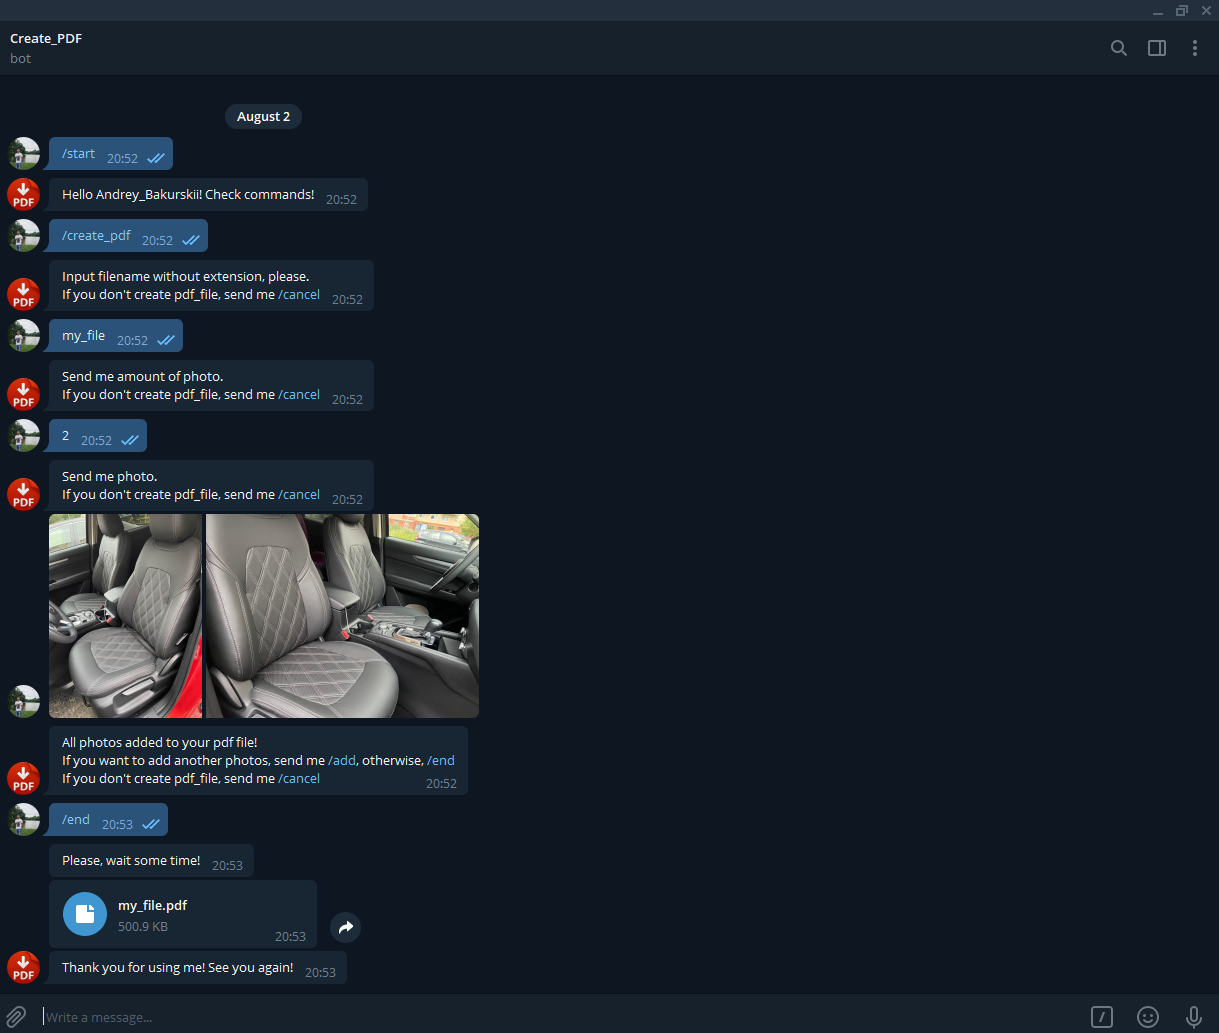 Create_PDF
bot
August 2
/start 20:52
PDF
Hello Andrey_Bakurskii! Check commands! 20:52
/create_pdf 20:52
Input filename without extension, please.
PDF
If you don't create pdf_file, send me /cancel 20:52
my_file 20:52
Send me amount of photo.
PDF
If you don't create pdf_file, send me /cancel 20:52
2 20:52
Send me photo.
PDF
If you don't create pdf_file, send me /cancel 20:52
All photos added to your pdf file!
If you want to add another photos, send me /add, otherwise, /end
PDF
If you don't create pdf_file, send me /cancel 20:52
/end 20:53
Please, wait some time! 20:53
my_file.pdf
500.9 KB
20:53
PDF
Thank you for using me! See you again! 20:53
Write a message...